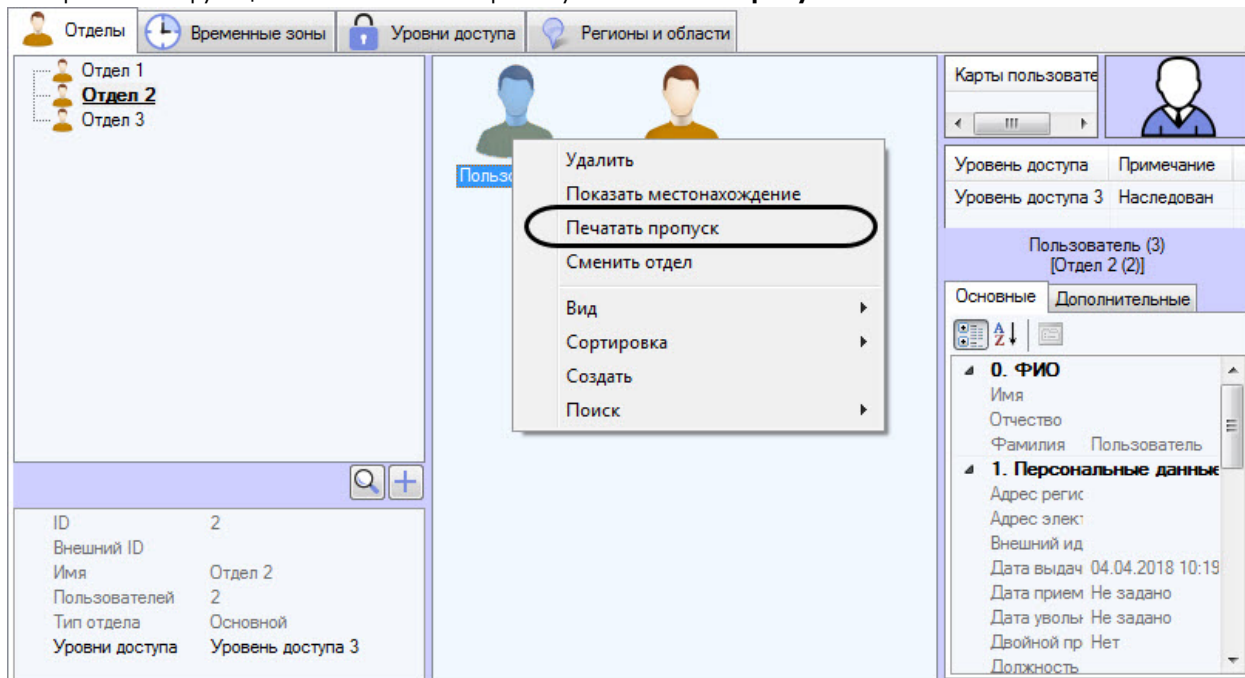 Отделы Временные зоны Уровни доступа Регионы и области
Отдел 1
Отдел 2
Отдел 3
Удалить
Показать местонахождение
Печатать пропуск
Сменить отдел
Вид
Сортировка
Создать
Поиск
ID 2
Внешний ID
Имя Отдел 2
Пользователей 2
Тип отдела Основной
Уровни доступа Уровень доступа 3
Карты пользовате
Уровень доступа Примечание
Уровень доступа 3 Наследован
Пользователь (3)
[Отдел 2 (2)]
Основные Дополнительные
0. ФИО
Имя
Отчество
Фамилия Пользователь
1. Персональные данные
Адрес регис
Адрес элект
Внешний ид
Дата выдач 04.04.2018 10:19
Дата прием Не задано
Дата уволь Не задано
Двойной пр Нет
Должность